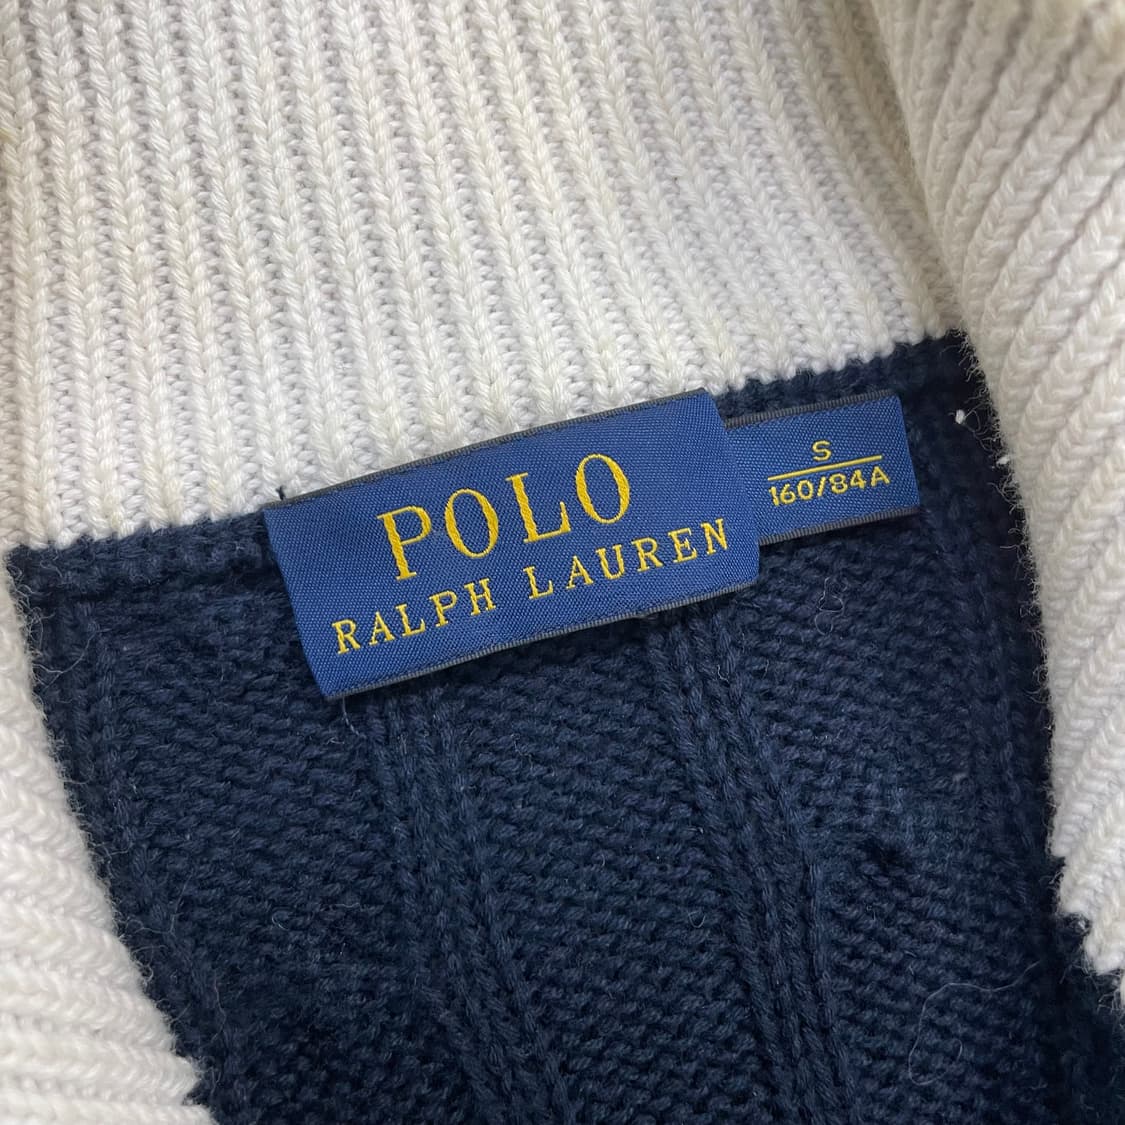 POLO
RALPH LAUREN
S
160/84A